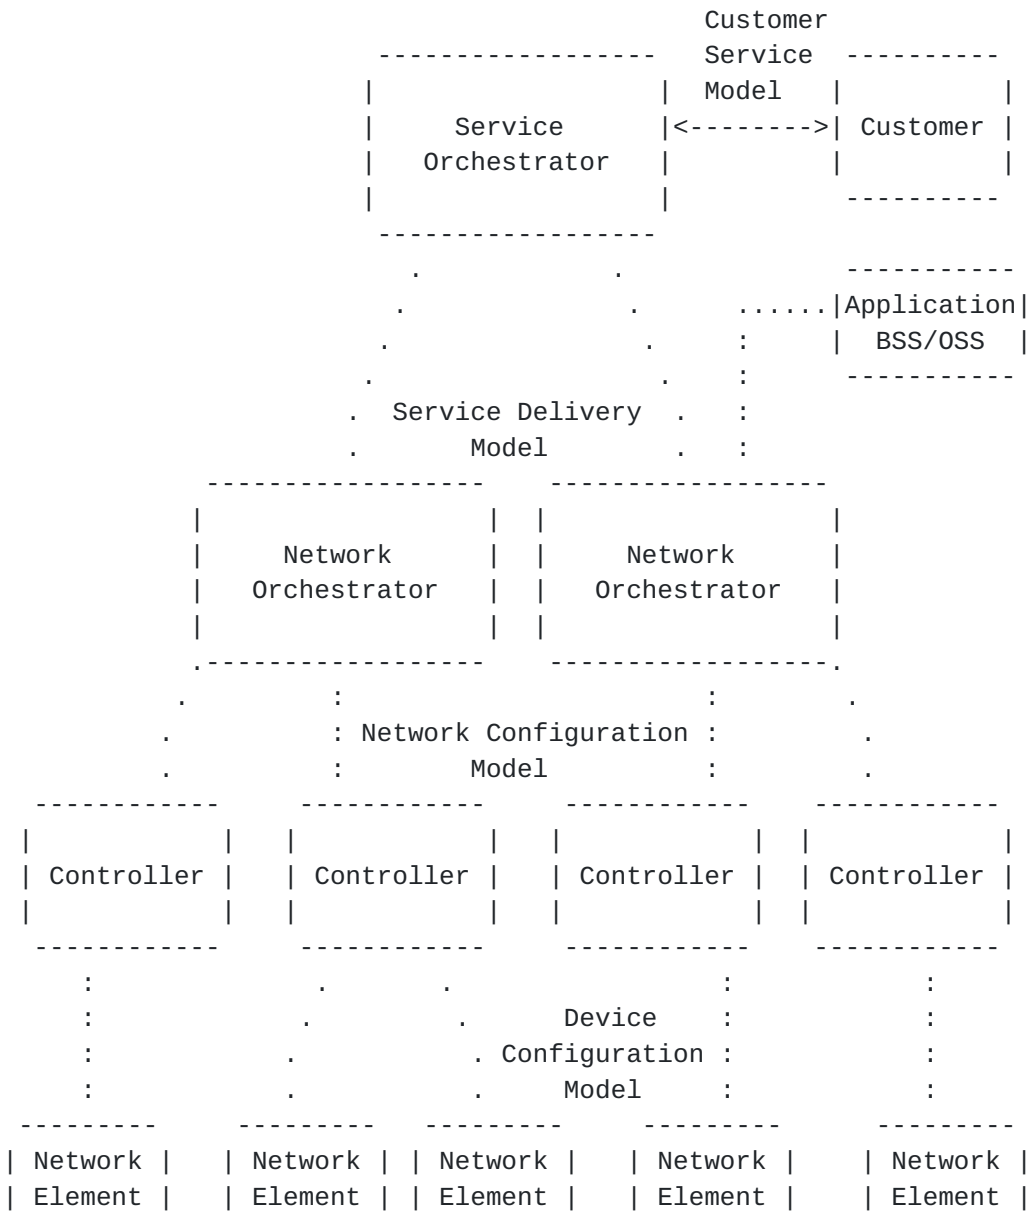 Customer
Service
Model
Service Customer
Orchestrator
Application
BSS/OSS
Service Delivery
Model
Network Network
Orchestrator Orchestrator
Network Configuration
Model
Controller Controller Controller Controller
Device
Configuration
Model
Network Network Network Network Network
Element Element Element Element Element